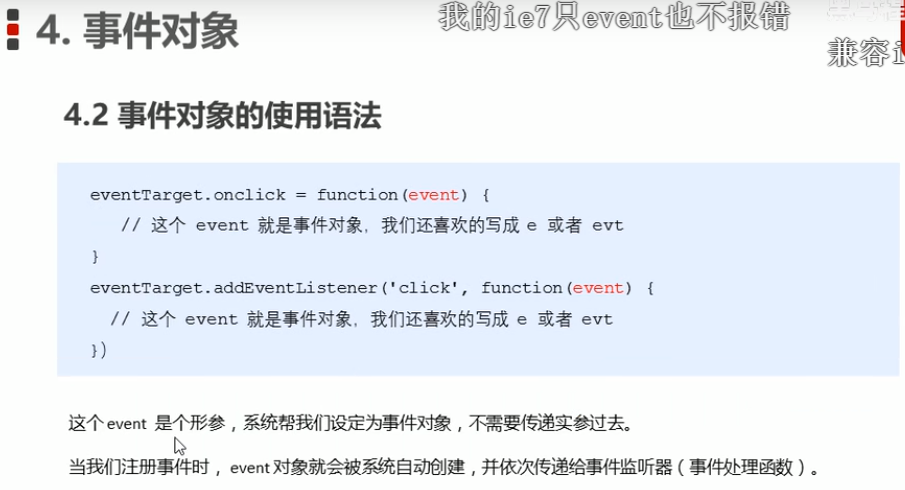 我的ie7只event也不报错
4. 事件对象
兼容i
4.2 事件对象的使用语法
eventTarget.onclick = function(event) {
// 这个 event 就是事件对象，我们还喜欢的写成 e 或者 evt
}
eventTarget.addEventListener('click', function(event) {
// 这个 event 就是事件对象，我们还喜欢的写成 e 或者 evt
})
这个 event 是个形参，系统帮我们设定为事件对象，不需要传递实参过去。
当我们注册事件时， event 对象就会被系统自动创建，并依次传递给事件监听器（事件处理函数）。